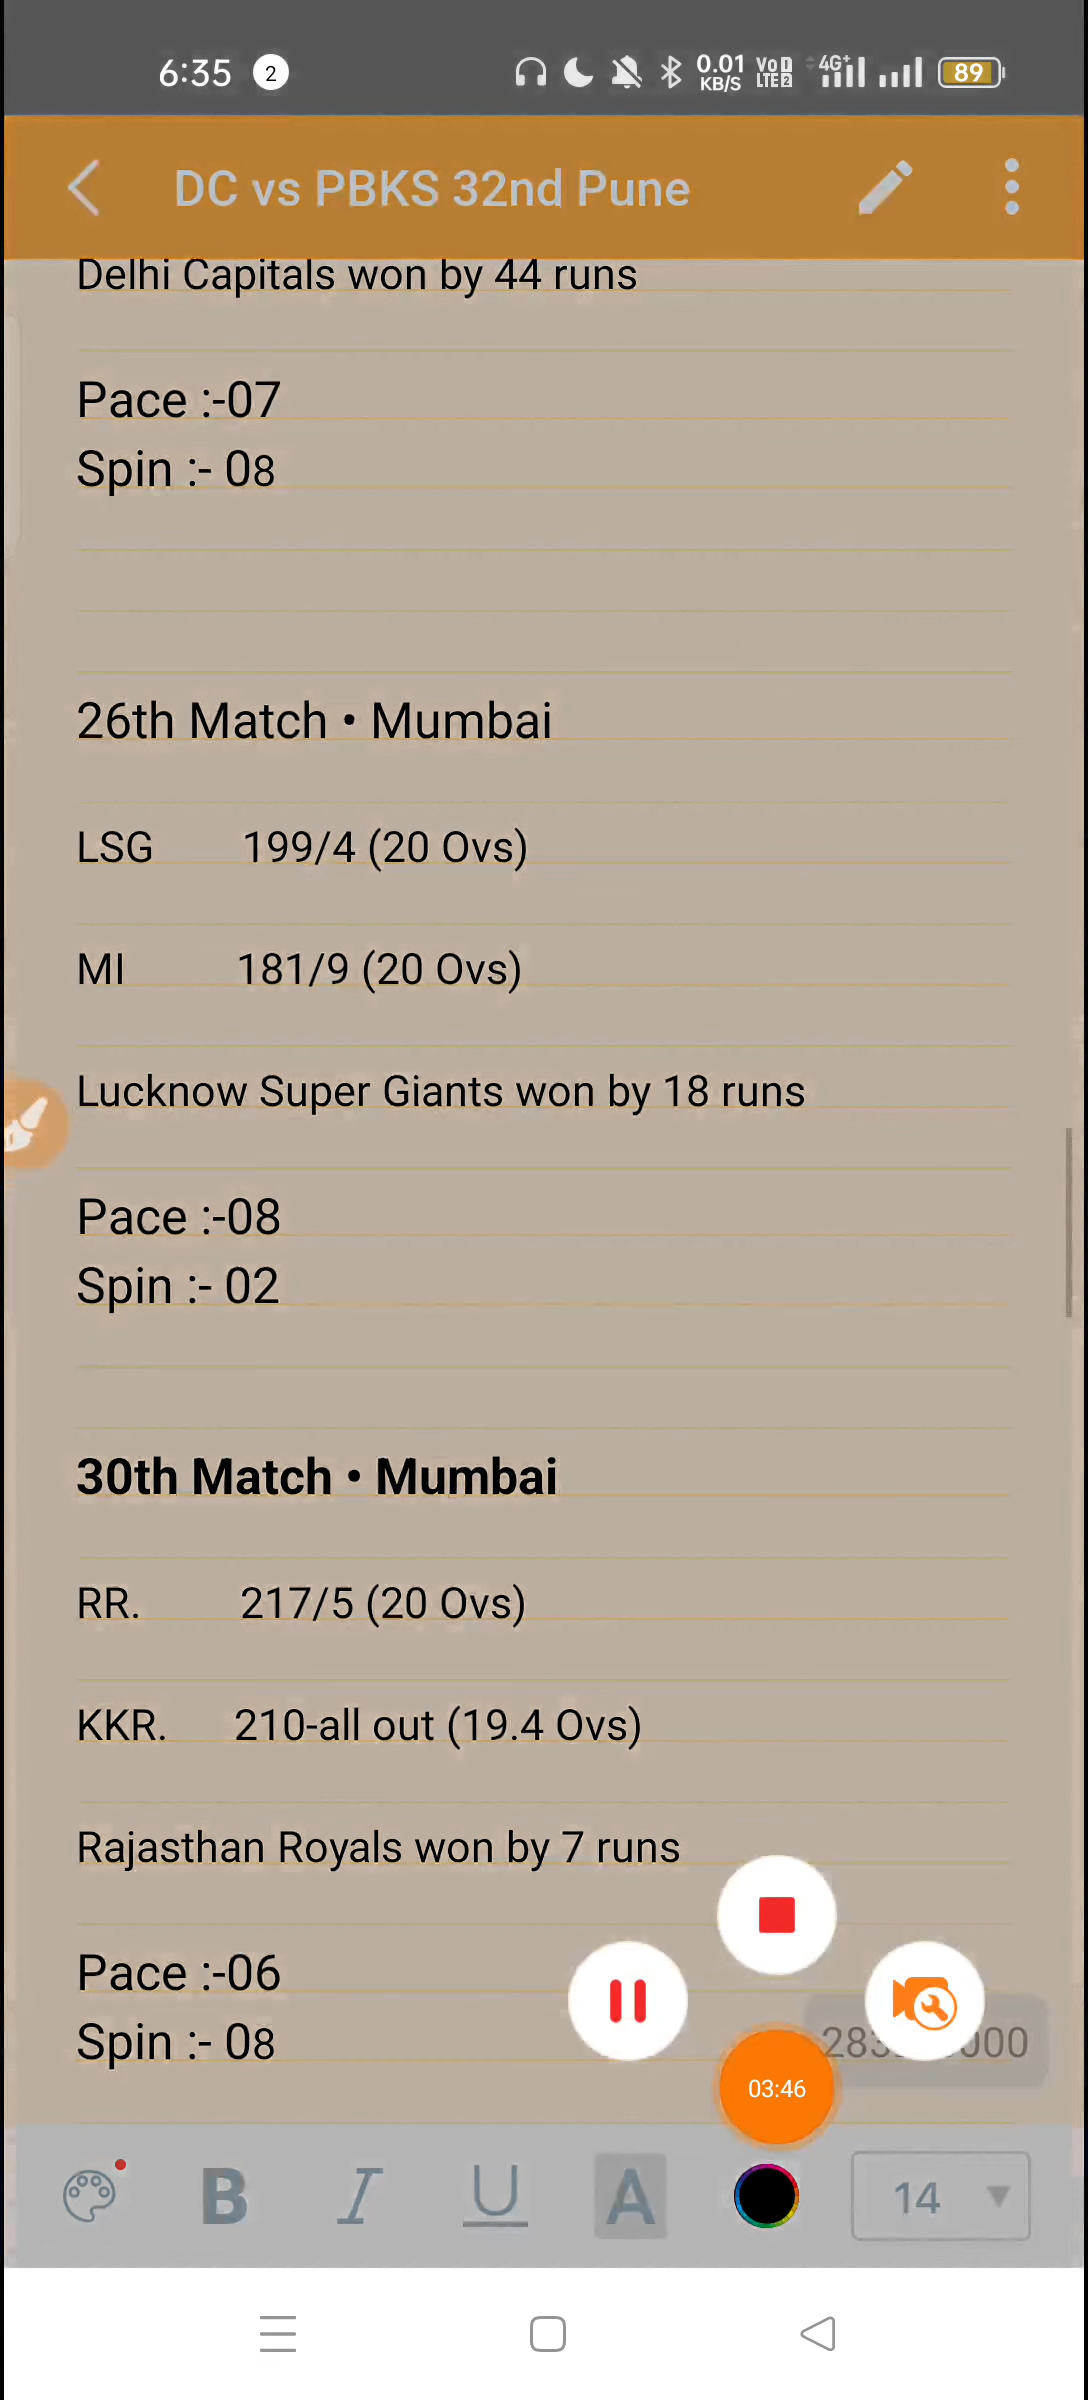 6:35 2 0.01 KB/S VoLTE 2 4G+ 89
DC vs PBKS 32nd Pune
Delhi Capitals won by 44 runs
Pace :-07
Spin :- 08
26th Match • Mumbai
LSG 199/4 (20 Ovs)
MI 181/9 (20 Ovs)
Lucknow Super Giants won by 18 runs
Pace :-08
Spin :- 02
30th Match • Mumbai
RR. 217/5 (20 Ovs)
KKR. 210-all out (19.4 Ovs)
Rajasthan Royals won by 7 runs
Pace :-06
Spin :- 08
03:46
B I U A 14